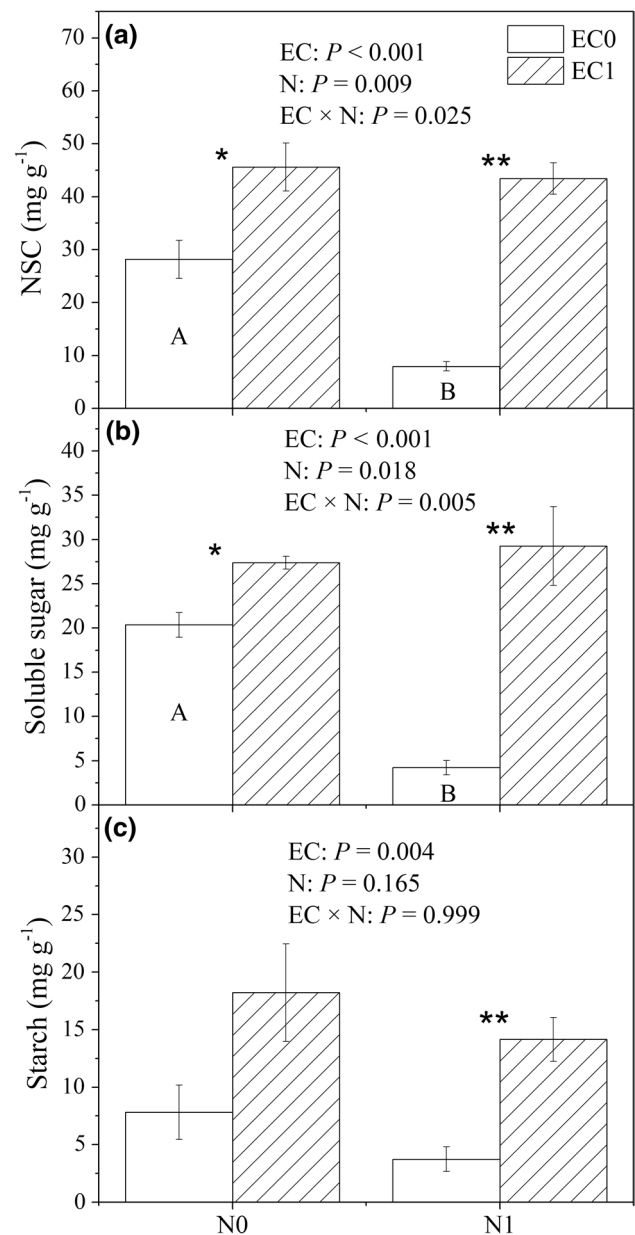 (a)
EC0
EC1
EC: P < 0.001
N: P = 0.009
EC × N: P = 0.025
70
60
50
40
30
20
10
0
NSC (mg g⁻¹)
*
**
A
B
(b)
EC: P < 0.001
N: P = 0.018
EC × N: P = 0.005
40
35
30
25
20
15
10
5
0
Soluble sugar (mg g⁻¹)
*
**
A
B
(c)
EC: P = 0.004
N: P = 0.165
EC × N: P = 0.999
30
25
20
15
10
5
0
Starch (mg g⁻¹)
**
N0
N1